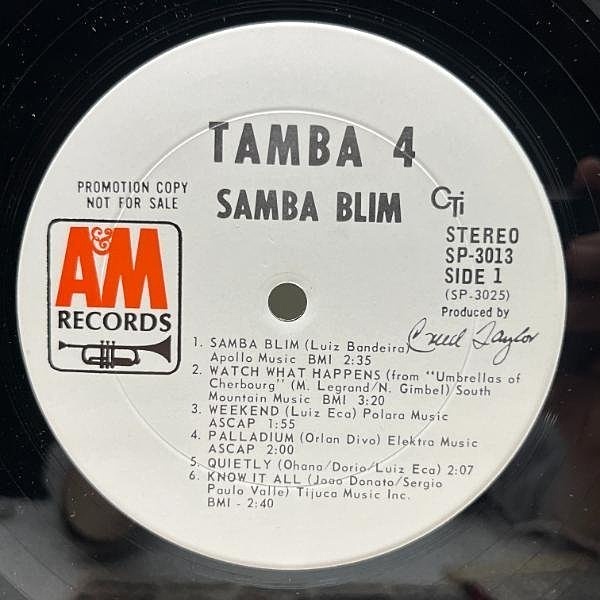 TAMBA 4
SAMBA BLIM
PROMOTION COPY
NOT FOR SALE
A&M
RECORDS
CTi
STEREO
SP-3013
SIDE 1
(SP-3025)
Produced by
Creed Taylor
1. SAMBA BLIM (Luiz Bandeira)
Apollo Music BMI 2:35
2. WATCH WHAT HAPPENS (from "Umbrellas of
Cherbourg" (M. Legrand/N. Gimbel) South
Mountain Music BMI 3:20
3. WEEKEND (Luiz Eca) Polara Music
ASCAP 1:55
4. PALLADIUM (Orlan Divo) Elektra Music
ASCAP 2:00
5. QUIETLY (Ohana/Dorio/Luiz Eca) 2:07
6. KNOW IT ALL (Joao Donato/Sergio
Paulo Valle) Tijuca Music Inc.
BMI - 2:40